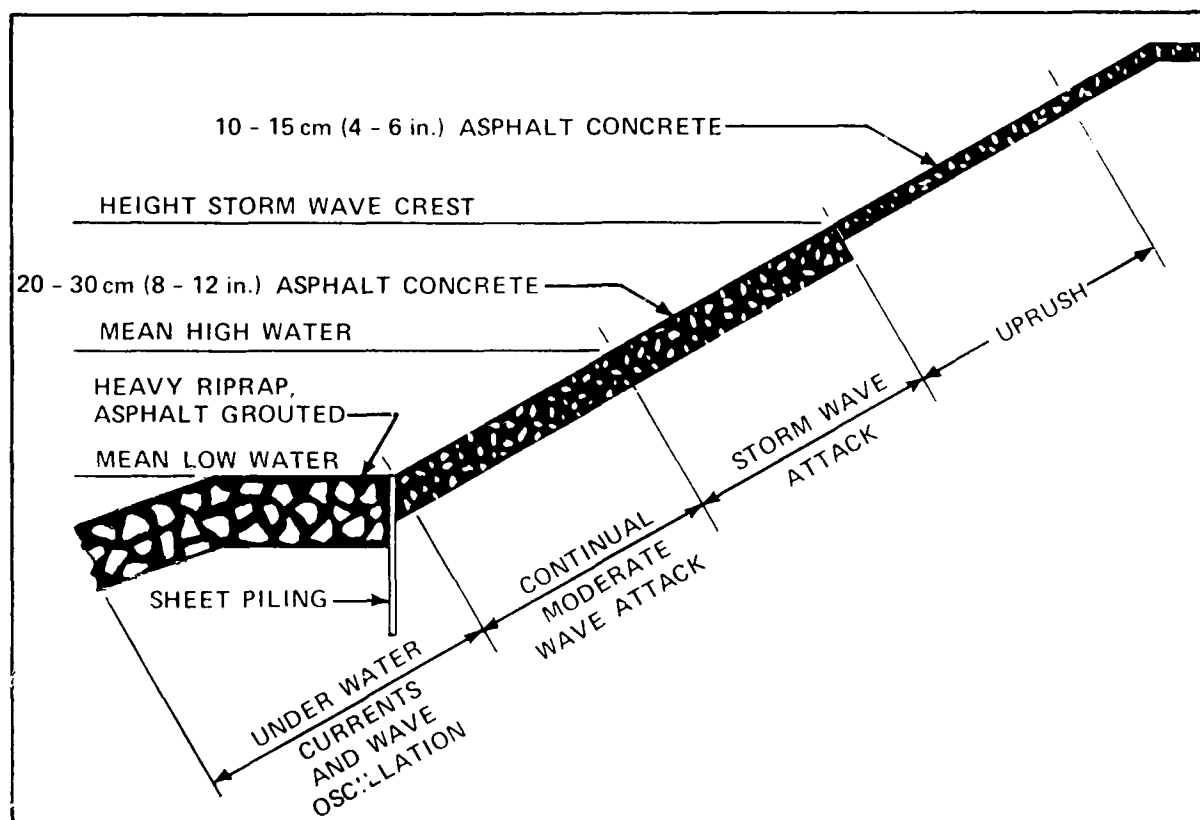 10 - 15 cm (4 - 6 in.) ASPHALT CONCRETE
HEIGHT STORM WAVE CREST
20 - 30 cm (8 - 12 in.) ASPHALT CONCRETE
MEAN HIGH WATER
HEAVY RIPRAP,
ASPHALT GROUTED
MEAN LOW WATER
SHEET PILING
UPRUSH
STORM WAVE
ATTACK
CONTINUAL
MODERATE
WAVE ATTACK
UNDER WATER
CURRENTS
AND WAVE
OSCILLATION